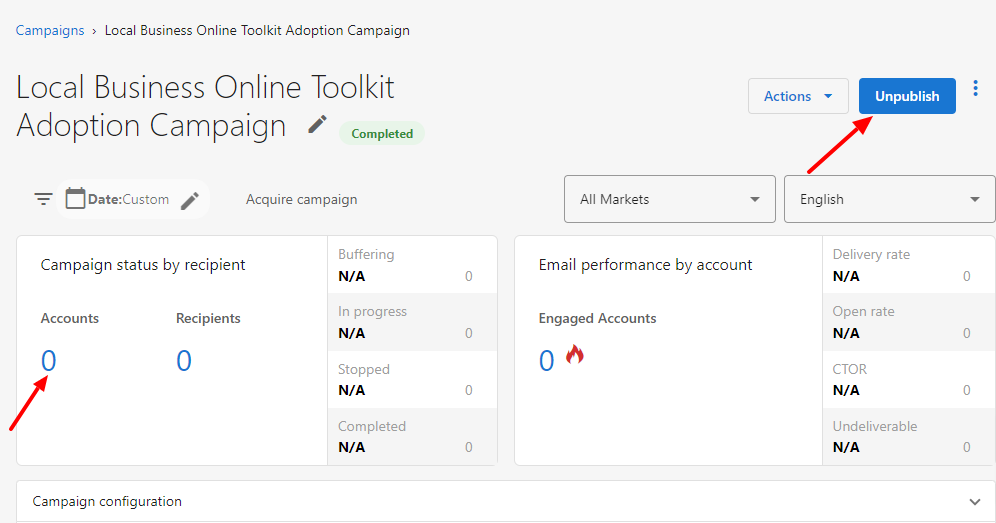 Campaigns › Local Business Online Toolkit Adoption Campaign
Local Business Online Toolkit
Adoption Campaign
Completed
Actions
Unpublish
Date:Custom
Acquire campaign
All Markets
English
Campaign status by recipient
Accounts
Recipients
0
0
Buffering
N/A 0
In progress
N/A 0
Stopped
N/A 0
Completed
N/A 0
Email performance by account
Engaged Accounts
0
Delivery rate
N/A 0
Open rate
N/A 0
CTOR
N/A 0
Undeliverable
N/A 0
Campaign configuration